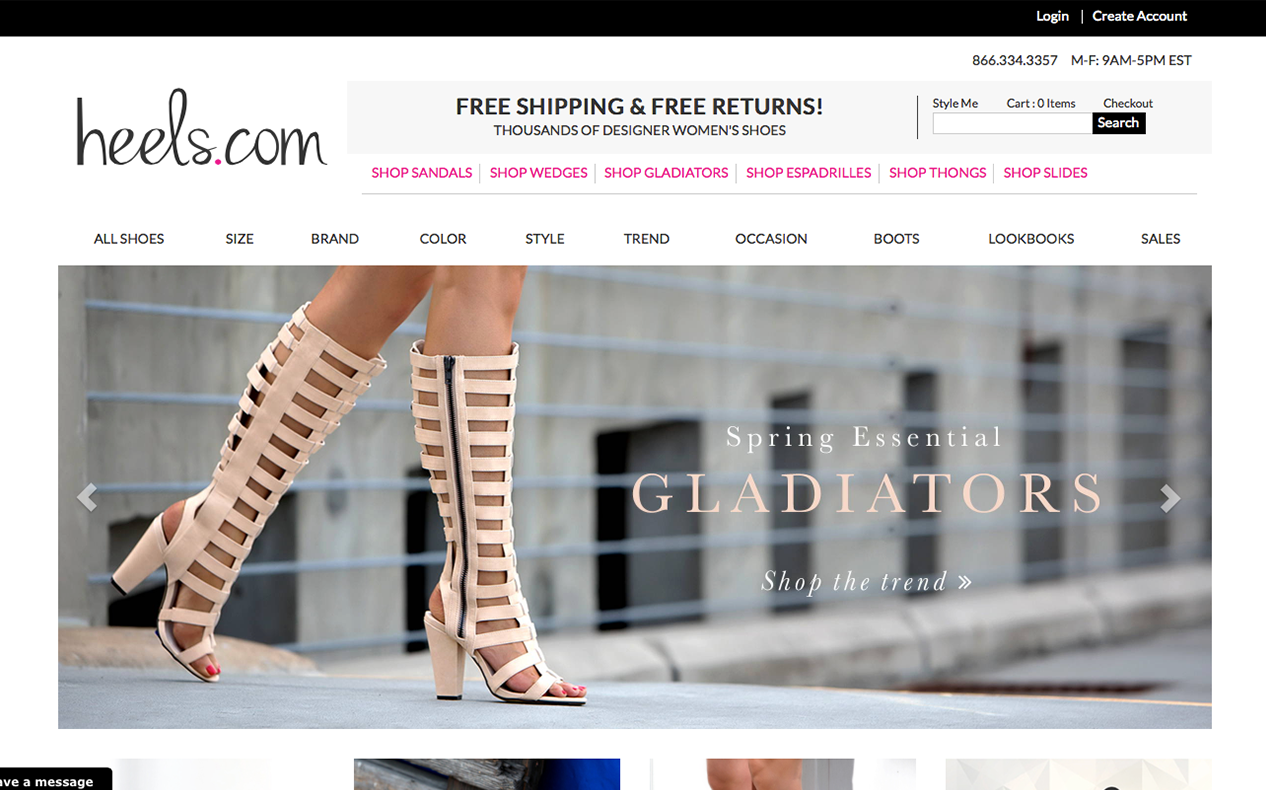 Login | Create Account
866.334.3357 M-F: 9AM-5PM EST
heels.com
FREE SHIPPING & FREE RETURNS!
THOUSANDS OF DESIGNER WOMEN'S SHOES
Style Me Cart : 0 Items Checkout
Search
SHOP SANDALS SHOP WEDGES SHOP GLADIATORS SHOP ESPADRILLES SHOP THONGS SHOP SLIDES
ALL SHOES SIZE BRAND COLOR STYLE TREND OCCASION BOOTS LOOKBOOKS SALES
Spring Essential
GLADIATORS
Shop the trend »
a message